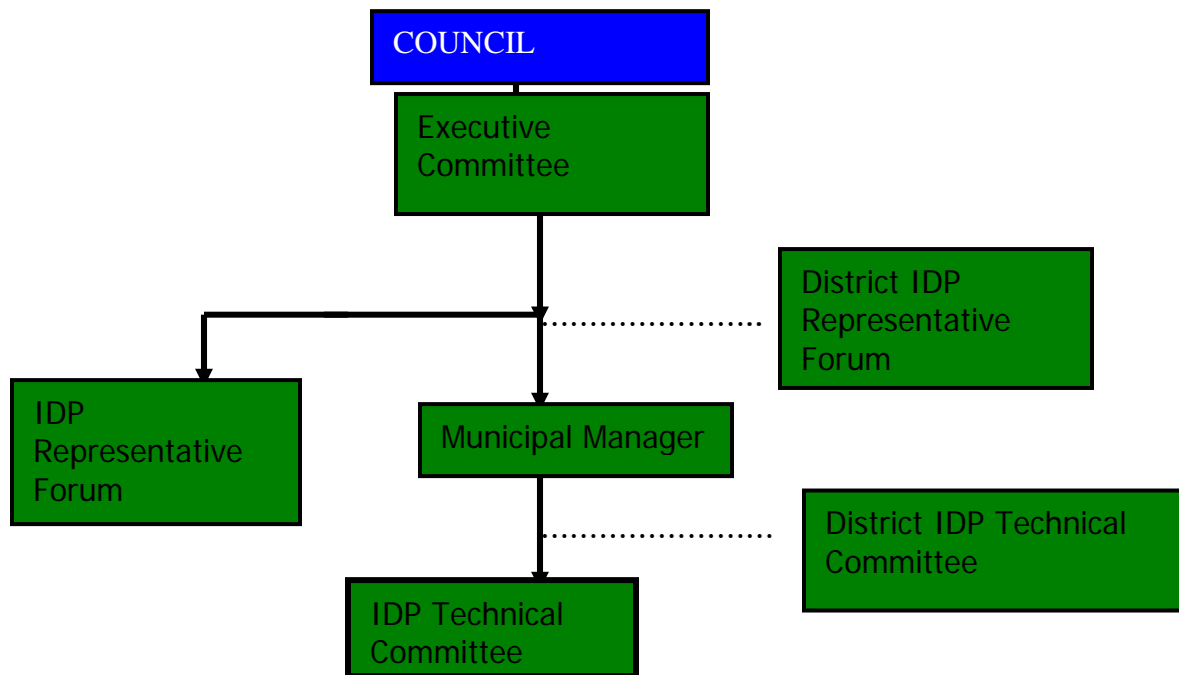 COUNCIL
Executive
Committee
District IDP
Representative
Forum
IDP
Representative
Forum
Municipal Manager
District IDP Technical
Committee
IDP Technical
Committee